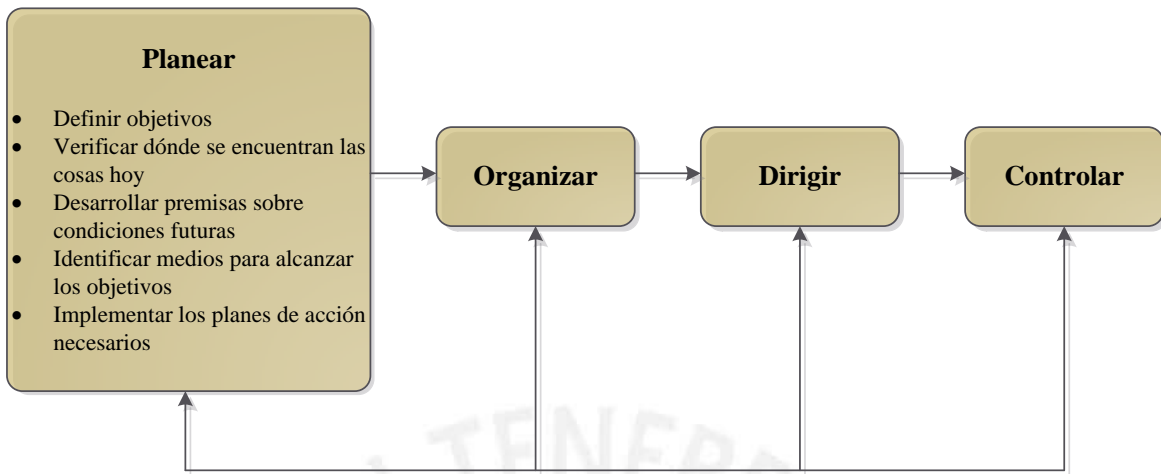 Planear
• Definir objetivos
• Verificar dónde se encuentran las
cosas hoy
• Desarrollar premisas sobre
condiciones futuras
• Identificar medios para alcanzar
los objetivos
• Implementar los planes de acción
necesarios
Organizar
Dirigir
Controlar
TENEBR